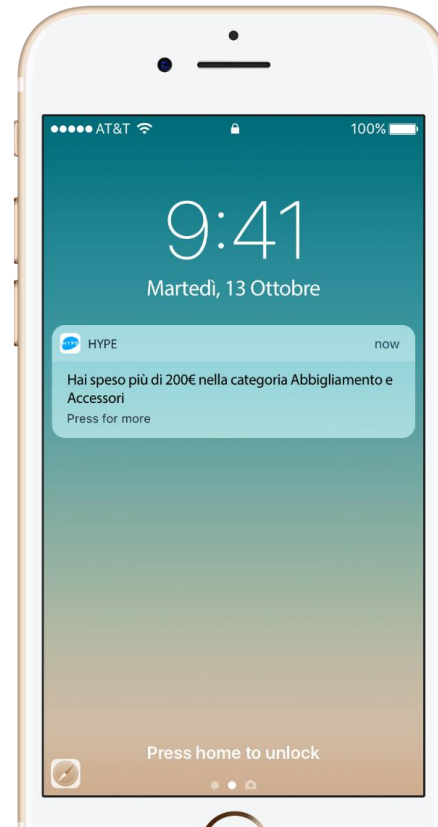 AT&T 100%
9:41
Martedì, 13 Ottobre
HYPE now
Hai speso più di 200€ nella categoria Abbigliamento e
Accessori
Press for more
Press home to unlock